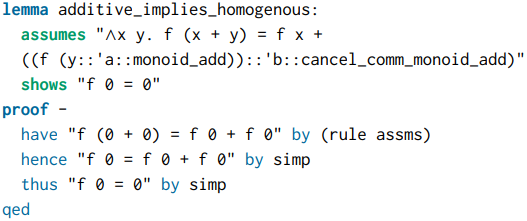 lemma additive_implies_homogenous:
assumes "⋀x y. f (x + y) = f x +
((f (y::'a::monoid_add))::'b::cancel_comm_monoid_add)"
shows "f 0 = 0"
proof -
have "f (0 + 0) = f 0 + f 0" by (rule assms)
hence "f 0 = f 0 + f 0" by simp
thus "f 0 = 0" by simp
qed